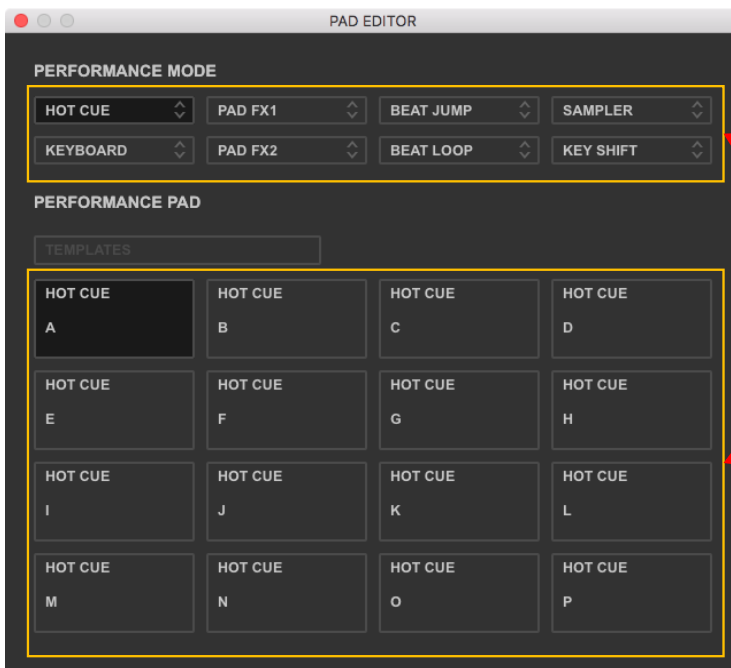 PAD EDITOR
PERFORMANCE MODE
HOT CUE PAD FX1 BEAT JUMP SAMPLER
KEYBOARD PAD FX2 BEAT LOOP KEY SHIFT
PERFORMANCE PAD
TEMPLATES
HOT CUE HOT CUE HOT CUE HOT CUE
A B C D
HOT CUE HOT CUE HOT CUE HOT CUE
E F G H
HOT CUE HOT CUE HOT CUE HOT CUE
I J K L
HOT CUE HOT CUE HOT CUE HOT CUE
M N O P